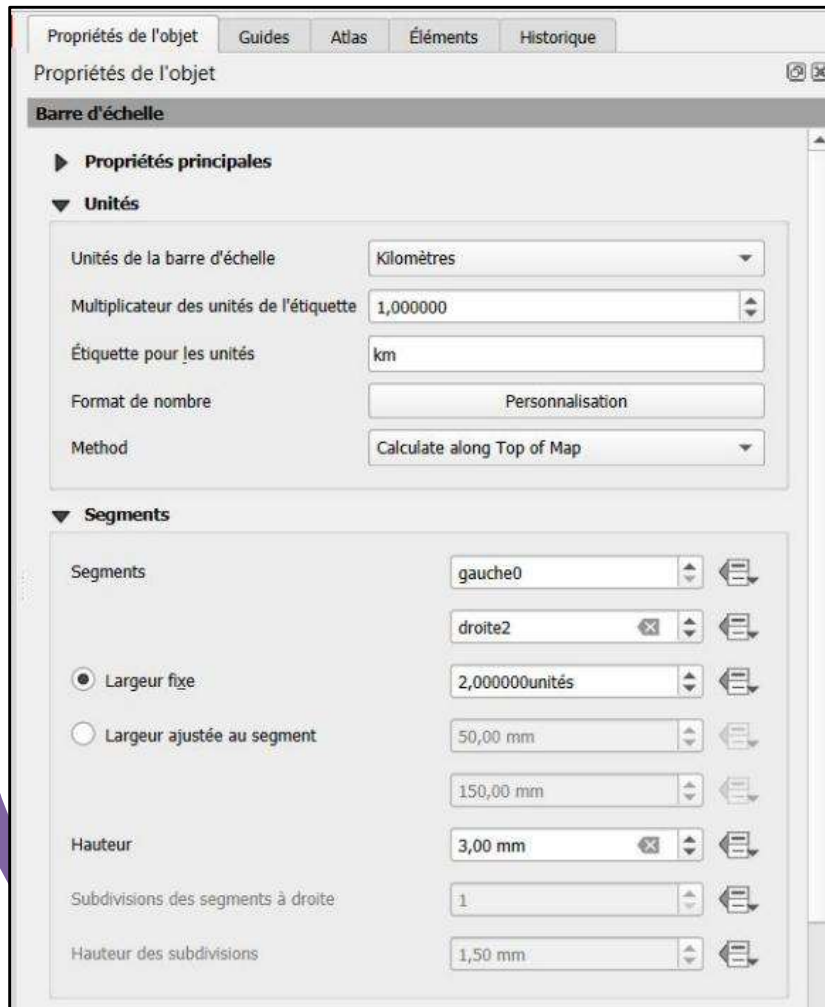 Propriétés de l'objet Guides Atlas Éléments Historique
Propriétés de l'objet
Barre d'échelle
Propriétés principales
Unités
Unités de la barre d'échelle Kilomètres
Multiplicateur des unités de l'étiquette 1,000000
Étiquette pour les unités km
Format de nombre Personnalisation
Method Calculate along Top of Map
Segments
Segments gauche0
droite2
Largeur fixe 2,000000unités
Largeur ajustée au segment 50,00 mm
150,00 mm
Hauteur 3,00 mm
Subdivisions des segments à droite 1
Hauteur des subdivisions 1,50 mm